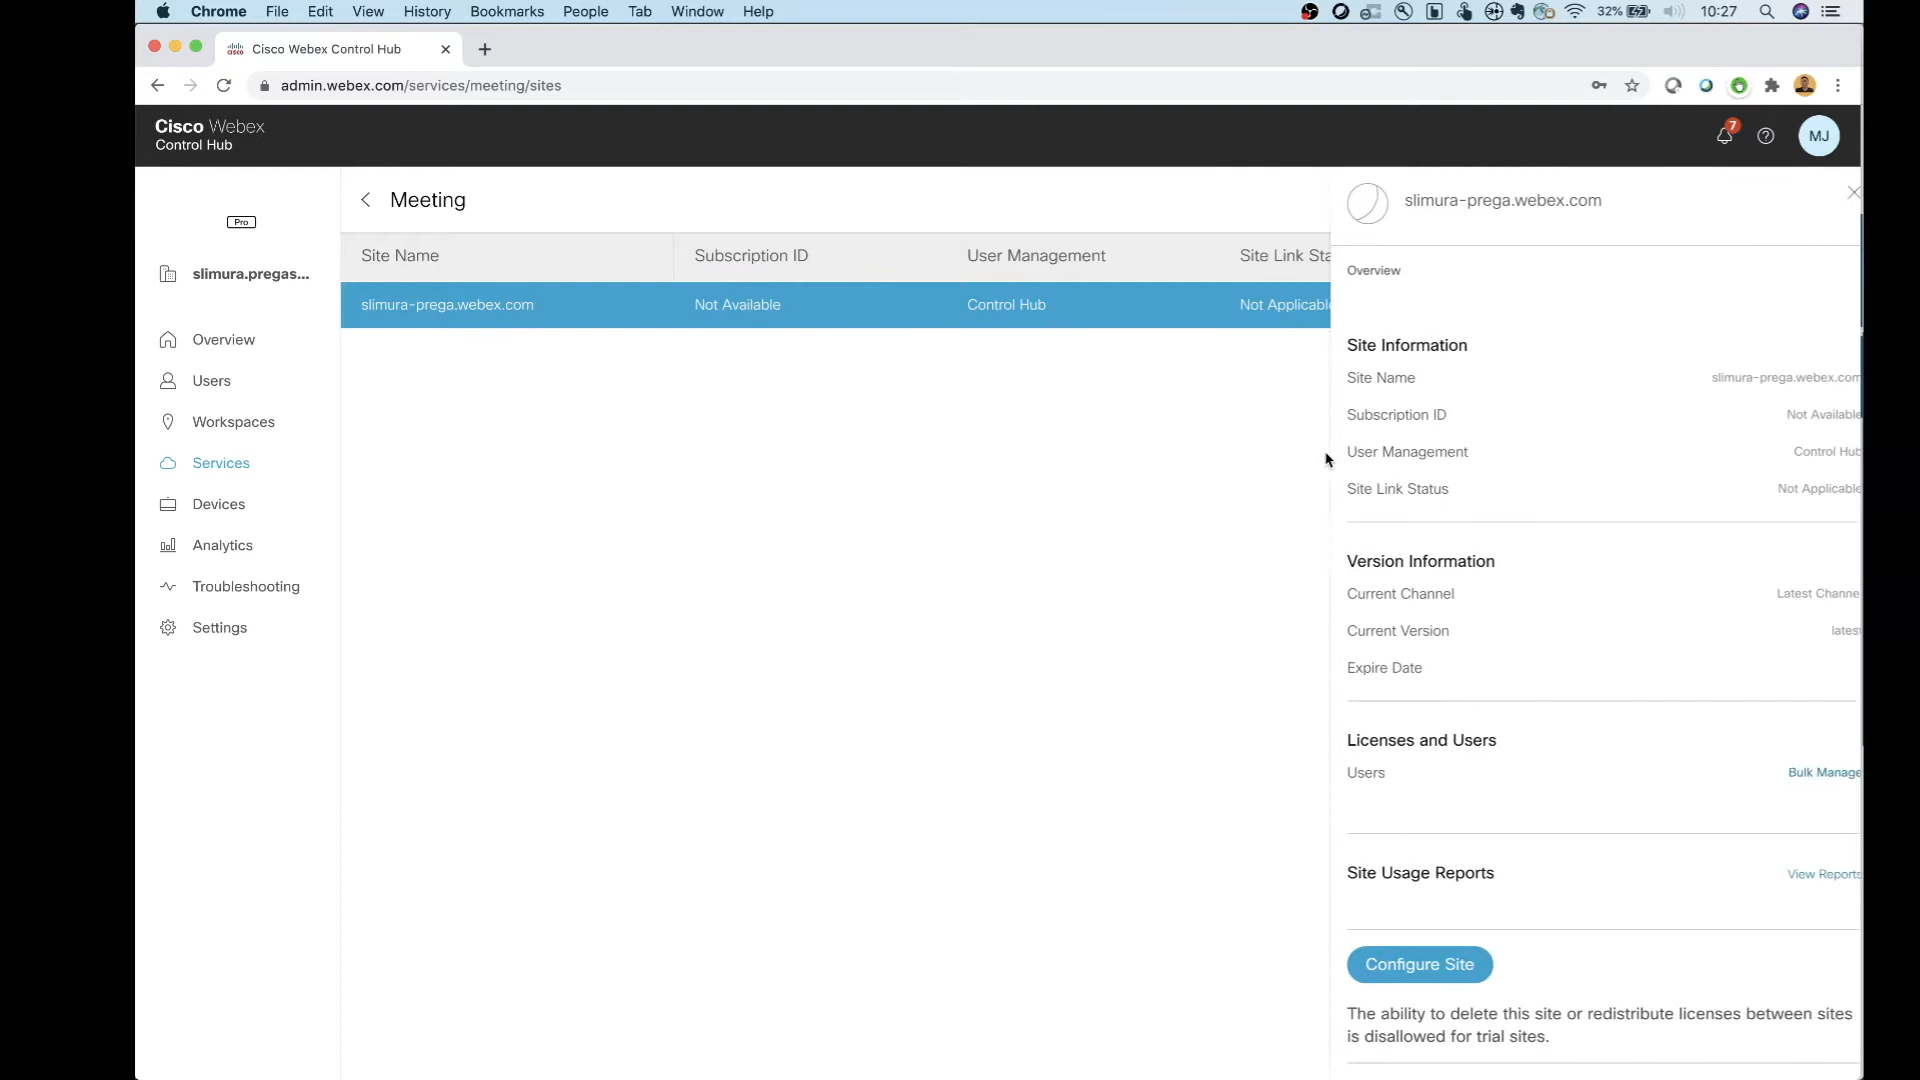 Chrome File Edit View History Bookmarks People Tab Window Help 32% 10:27
Cisco Webex Control Hub
admin.webex.com/services/meeting/sites
Cisco Webex
Control Hub
7
MJ
Pro
slimura.pregas...
Overview
Users
Workspaces
Services
Devices
Analytics
Troubleshooting
Settings
Meeting
Site Name Subscription ID User Management Site Link Sta
slimura-prega.webex.com Not Available Control Hub Not Applicable
slimura-prega.webex.com
Overview
Site Information
Site Name slimura-prega.webex.com
Subscription ID Not Available
User Management Control Hub
Site Link Status Not Applicable
Version Information
Current Channel Latest Channe
Current Version latest
Expire Date
Licenses and Users
Users Bulk Manage
Site Usage Reports View Reports
Configure Site
The ability to delete this site or redistribute licenses between sites
is disallowed for trial sites.